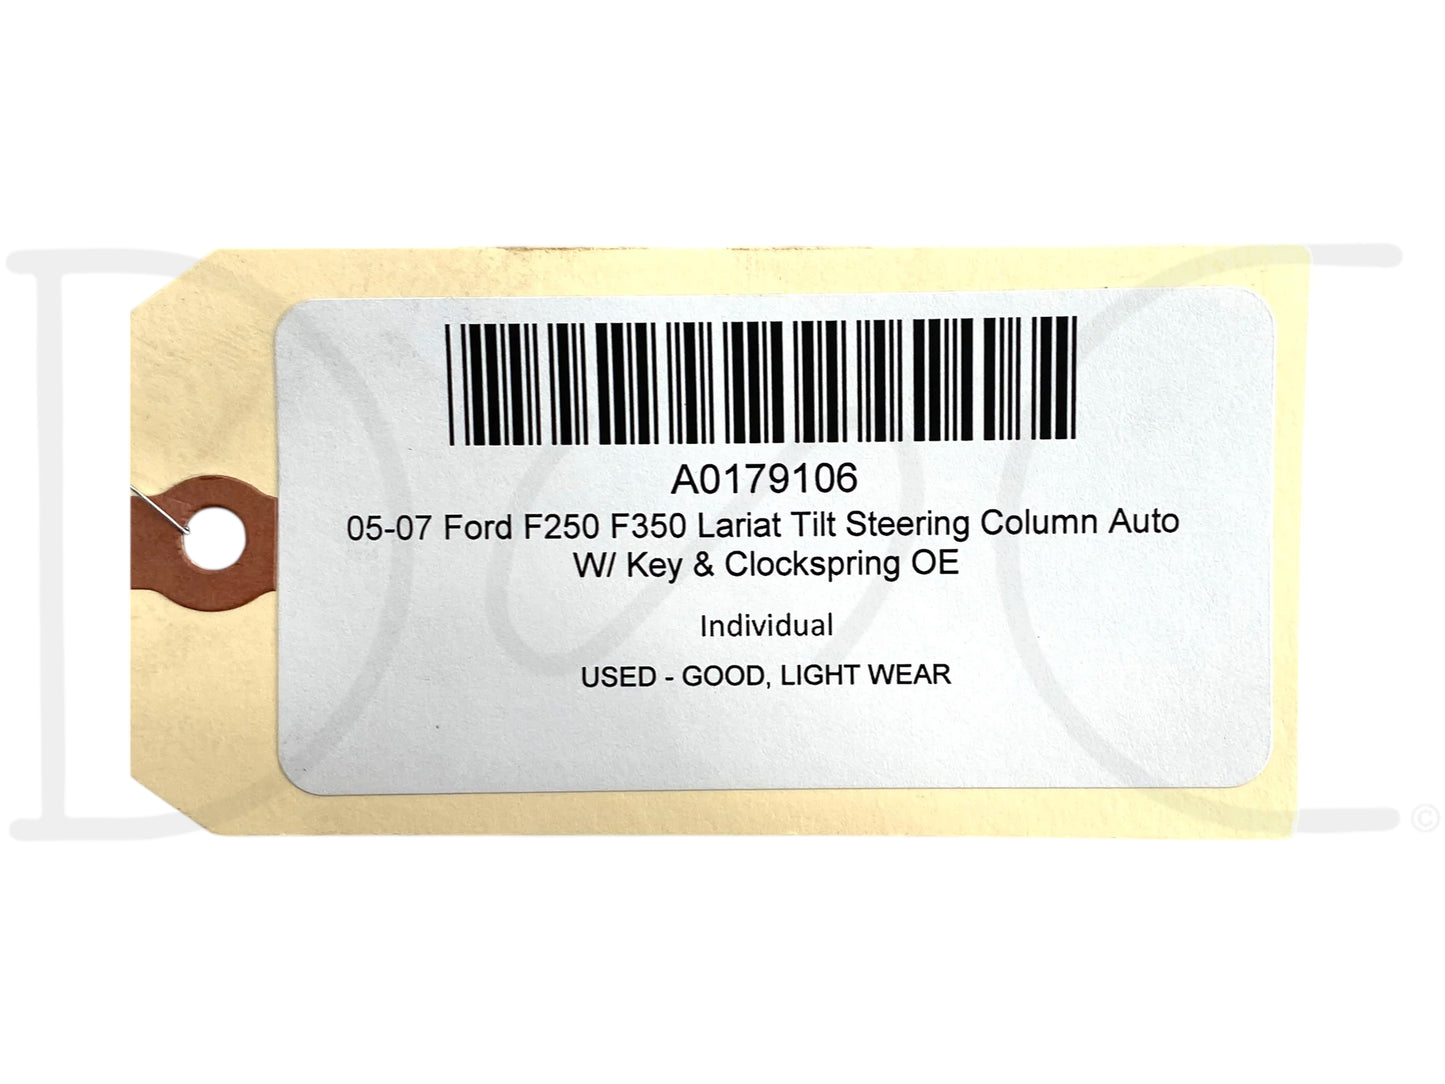 A0179106
05-07 Ford F250 F350 Lariat Tilt Steering Column Auto
W/ Key & Clockspring OE
Individual
USED - GOOD, LIGHT WEAR
©